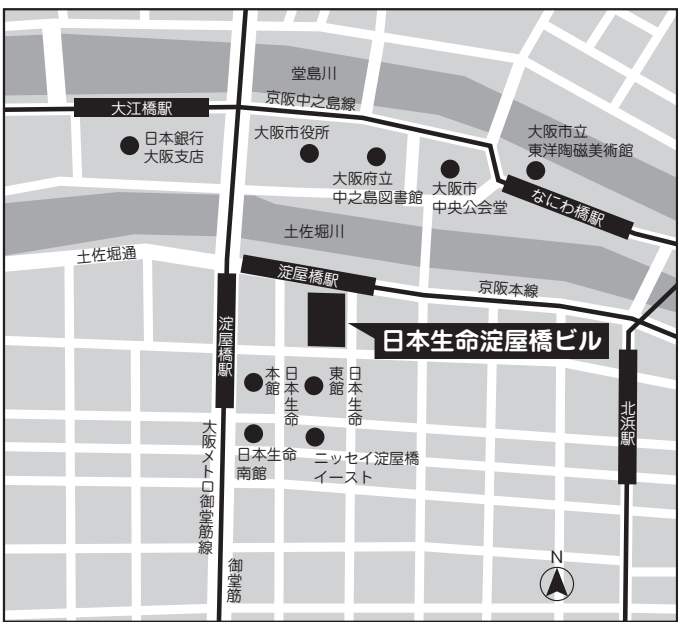 堂島川
京阪中之島線
大江橋駅
日本銀行
大阪支店
大阪市役所
大阪府立
中之島図書館
大阪市
中央公会堂
大阪市立
東洋陶磁美術館
なにわ橋駅
土佐堀川
土佐堀通
淀屋橋駅
京阪本線
淀屋橋駅
日本生命淀屋橋ビル
日本生命
本館
日本生命
東館
北浜駅
日本生命
南館
ニッセイ淀屋橋
イースト
大阪メトロ御堂筋線
御堂筋
N